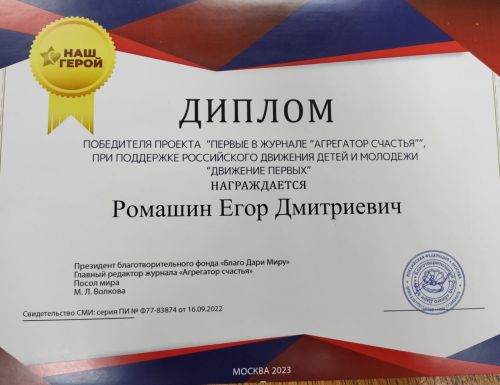 НАШ
ГЕРОЙ
ДИПЛОМ
ПОБЕДИТЕЛЯ ПРОЕКТА "ПЕРВЫЕ В ЖУРНАЛЕ "АГРЕГАТОР СЧАСТЬЯ"",
ПРИ ПОДДЕРЖКЕ РОССИЙСКОГО ДВИЖЕНИЯ ДЕТЕЙ И МОЛОДЕЖИ
"ДВИЖЕНИЕ ПЕРВЫХ"
НАГРАЖДАЕТСЯ
Ромашин Егор Дмитриевич
Президент благотворительного фонда «Благо Дари Миру»
Главный редактор журнала «Агрегатор счастья»
Посол мира
М. Л. Волкова
Свидетельство СМИ: серия ПИ № Ф77-83874 от 16.09.2022
МОСКВА 2023